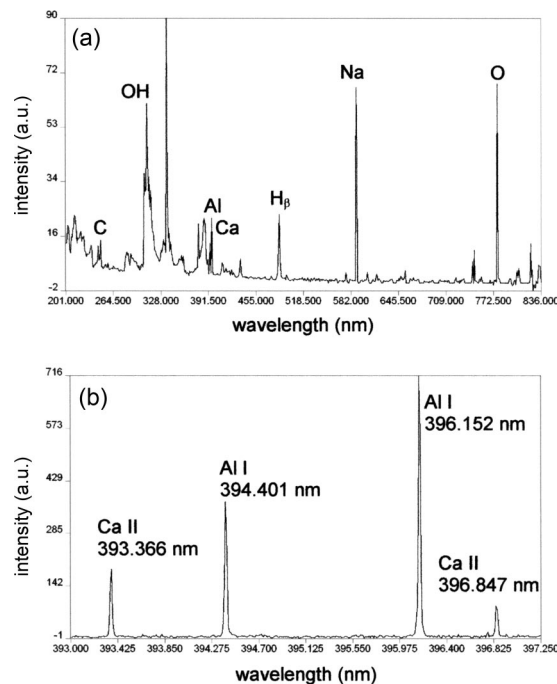 (a)
90
72
53
34
16
-2
intensity (a.u.)
C
OH
Al
Ca
Hβ
Na
O
201.000 264.500 328.000 391.500 455.000 518.500 582.000 645.500 709.000 772.500 836.000
wavelength (nm)
(b)
716
573
429
285
142
-1
intensity (a.u.)
Ca II
393.366 nm
Al I
394.401 nm
Al I
396.152 nm
Ca II
396.847 nm
393.000 393.425 393.850 394.275 394.700 395.125 395.550 395.975 396.400 396.825 397.250
wavelength (nm)